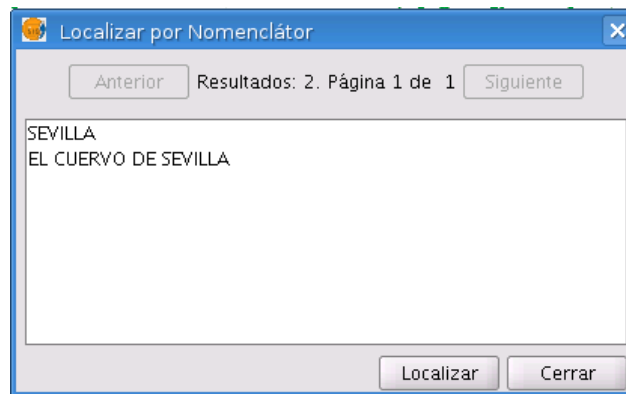 Localizar por Nomenclátor
Anterior Resultados: 2. Página 1 de 1 Siguiente
SEVILLA
EL CUERVO DE SEVILLA
Localizar Cerrar